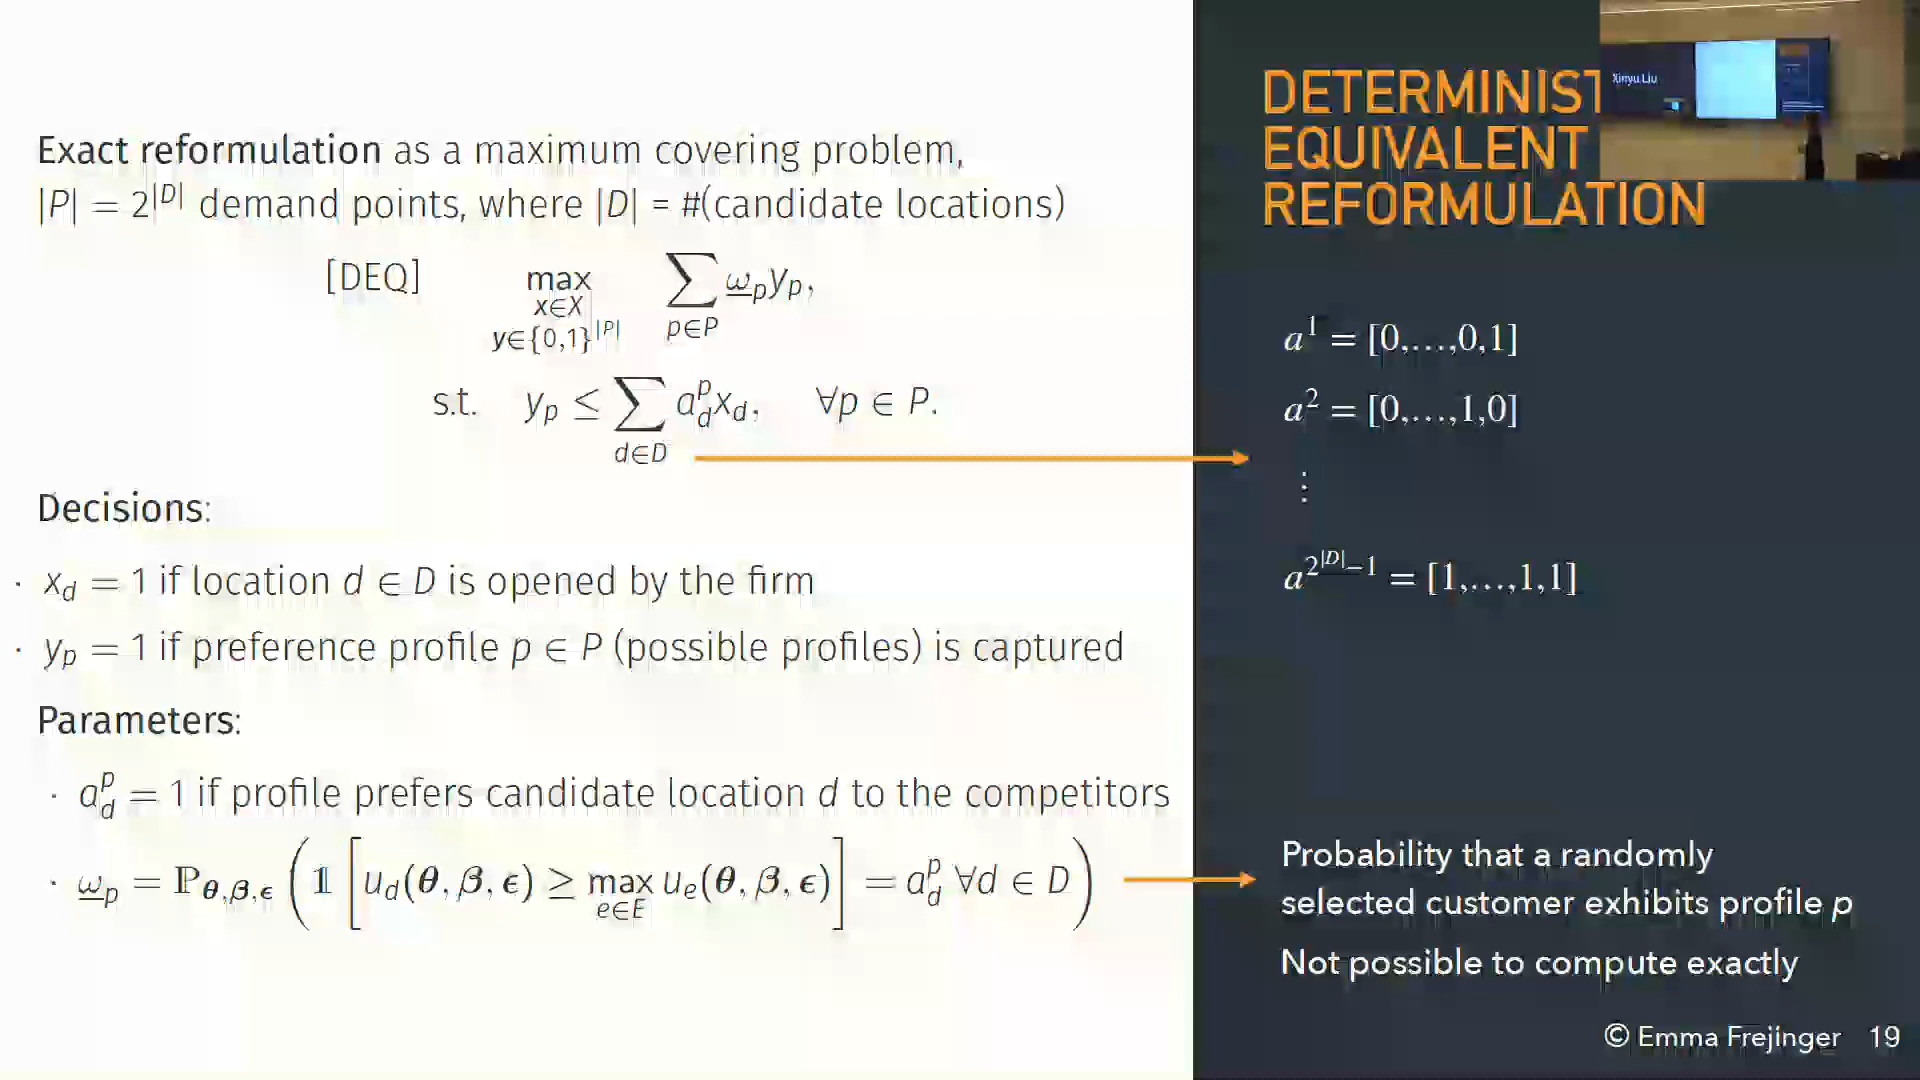 Exact reformulation as a maximum covering problem,
|P| = 2^{|D|} demand points, where |D| = #(candidate locations)
[DEQ] max_{x∈X, y∈{0,1}^{|P|}} ∑_{p∈P} ω_p y_p,
s.t. y_p ≤ ∑_{d∈D} a_d^p x_d, ∀p ∈ P.
Decisions:
· x_d = 1 if location d ∈ D is opened by the firm
· y_p = 1 if preference profile p ∈ P (possible profiles) is captured
Parameters:
· a_d^p = 1 if profile prefers candidate location d to the competitors
· ω_p = ℙ_{θ,β,ϵ} ( 𝟙 [ u_d(θ, β, ϵ) ≥ max_{e∈E} u_e(θ, β, ϵ) ] = a_d^p ∀d ∈ D )
EQUIVALENT
REFORMULATION
Xinyu Liu
a^1 = [0,…,0,1]
a^2 = [0,…,1,0]
⋮
a^{2^{|D|}−1} = [1,…,1,1]
Probability that a randomly
selected customer exhibits profile p
Not possible to compute exactly
© Emma Frejinger 19